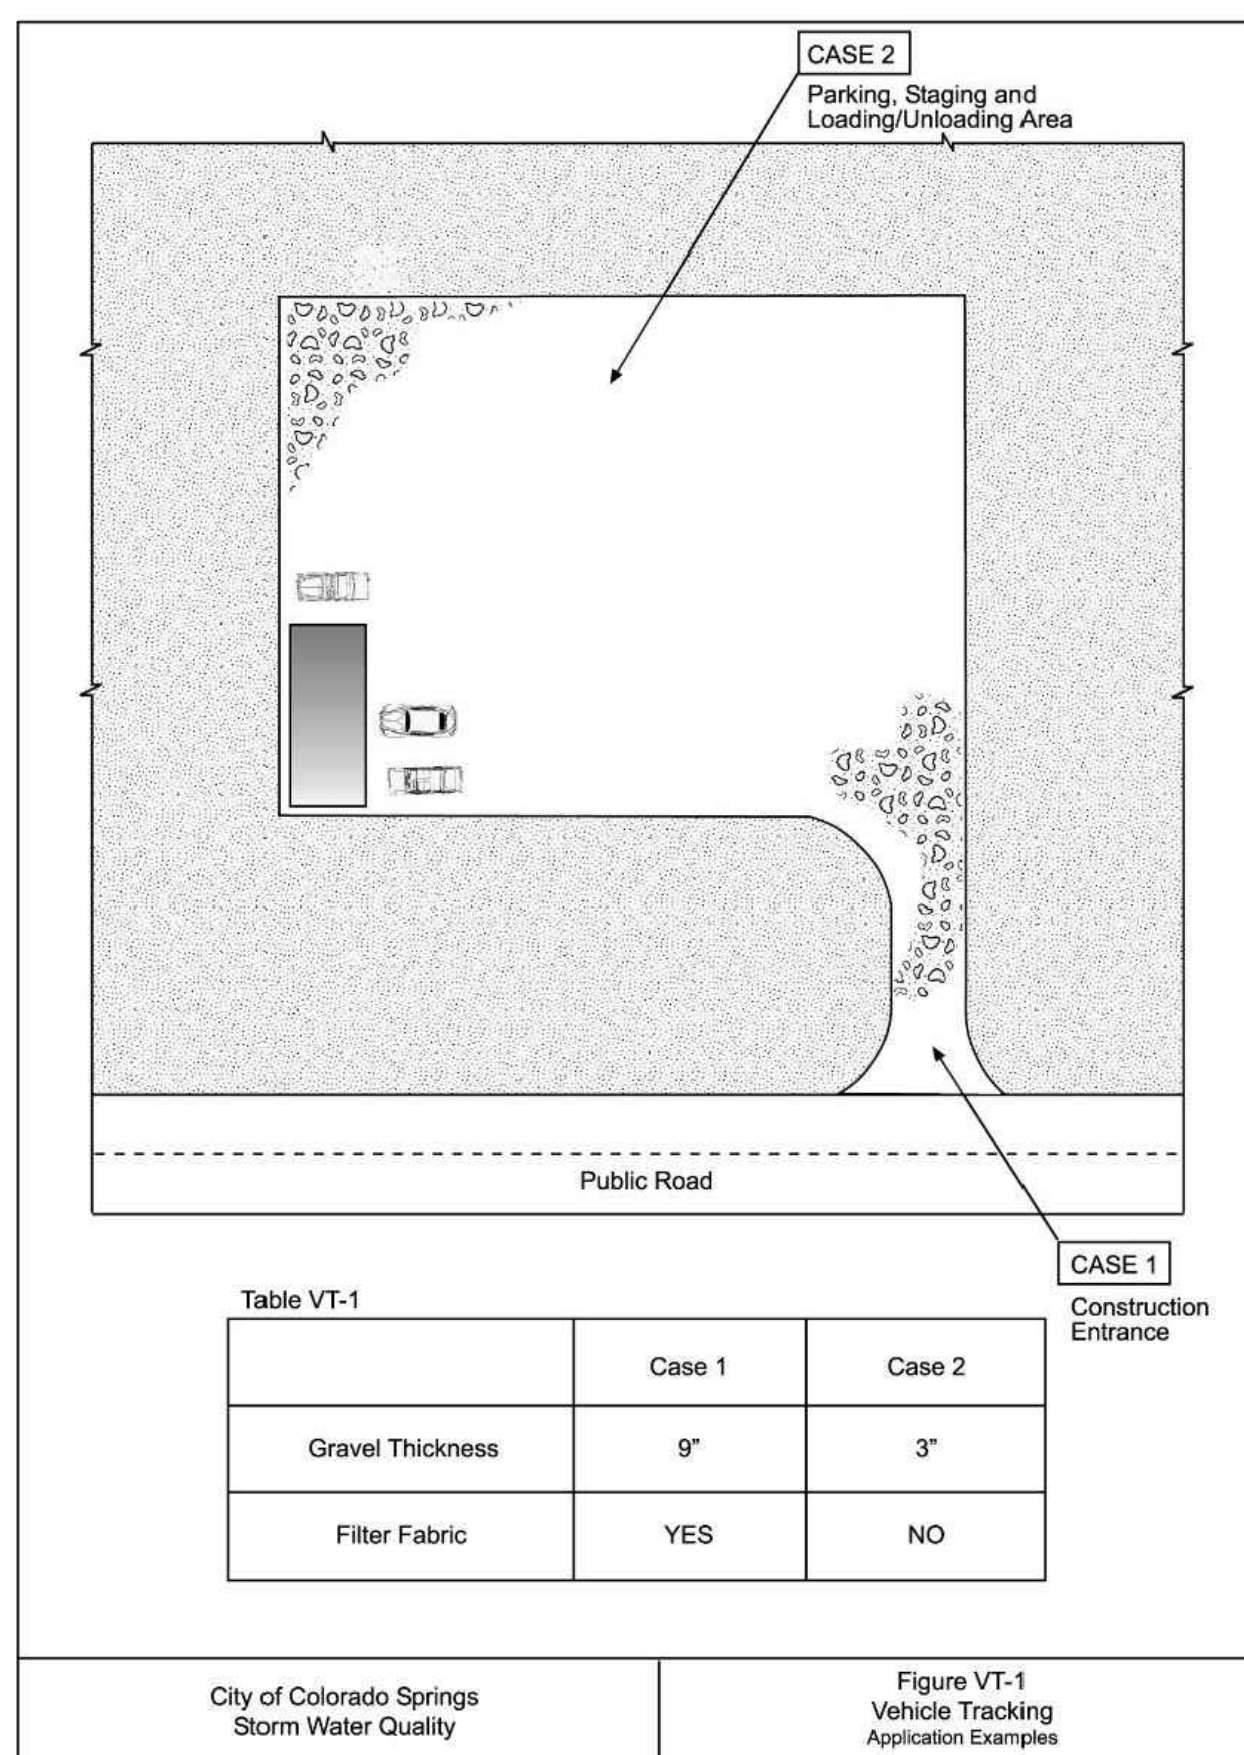 CASE 2
Parking, Staging and
Loading/Unloading Area
Public Road
CASE 1
Construction
Entrance
Table VT-1
Case 1 Case 2
Gravel Thickness 9” 3”
Filter Fabric YES NO
City of Colorado Springs
Storm Water Quality
Figure VT-1
Vehicle Tracking
Application Examples